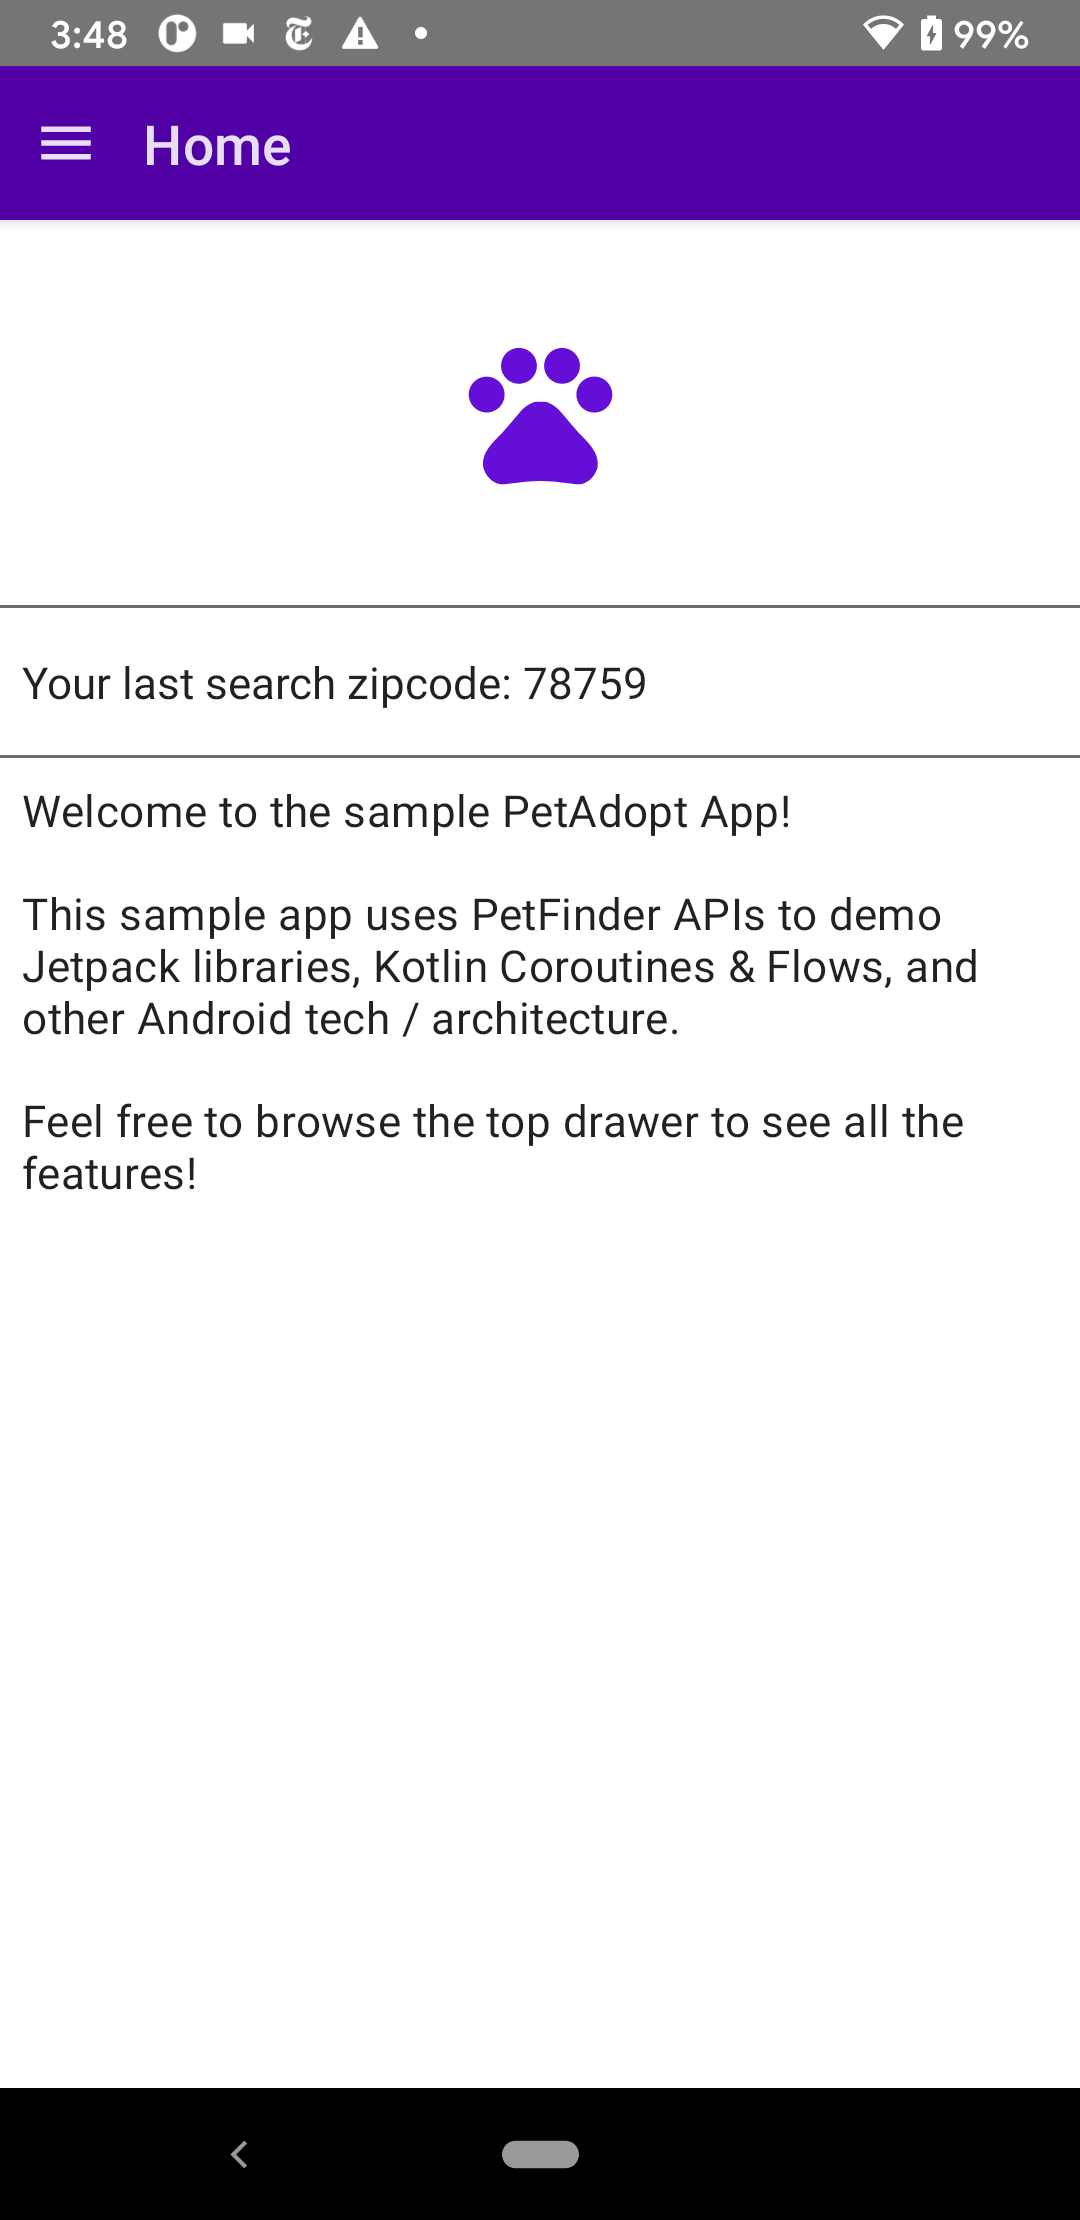 3:48 99%
Home
Your last search zipcode: 78759
Welcome to the sample PetAdopt App!
This sample app uses PetFinder APIs to demo
Jetpack libraries, Kotlin Coroutines & Flows, and
other Android tech / architecture.
Feel free to browse the top drawer to see all the
features!